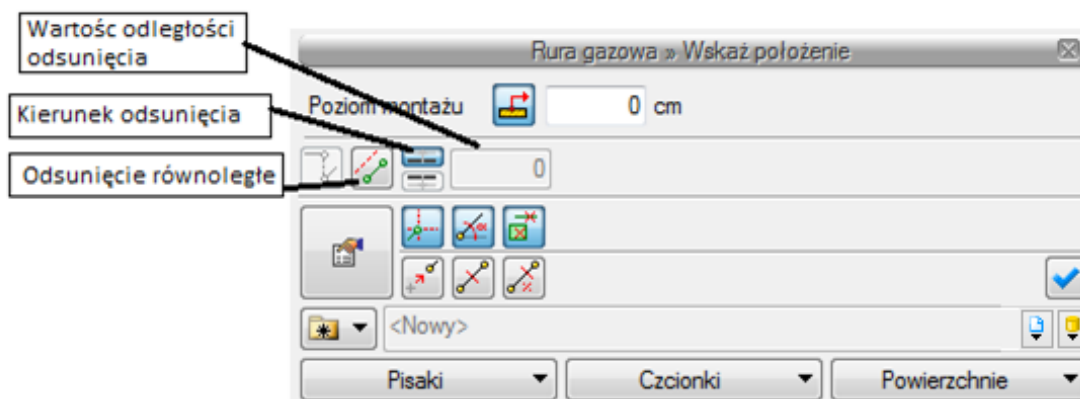 Wartośc odległości
odsunięcia
Kierunek odsunięcia
Odsunięcie równoległe
Rura gazowa » Wskaż położenie
Poziom montażu 0 cm
0
<Nowy>
Pisaki Czcionki Powierzchnie